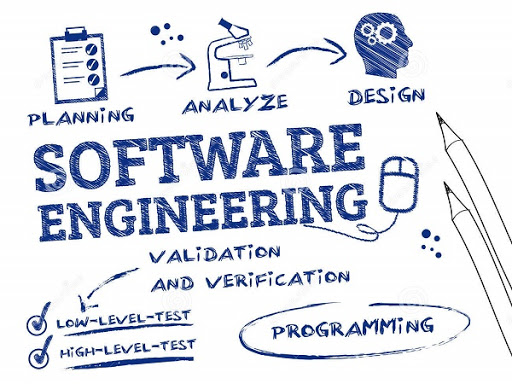 PLANNING
ANALYZE
DESIGN
SOFTWARE
ENGINEERING
VALIDATION
AND VERIFICATION
LOW-LEVEL-TEST
HIGH-LEVEL-TEST
PROGRAMMING